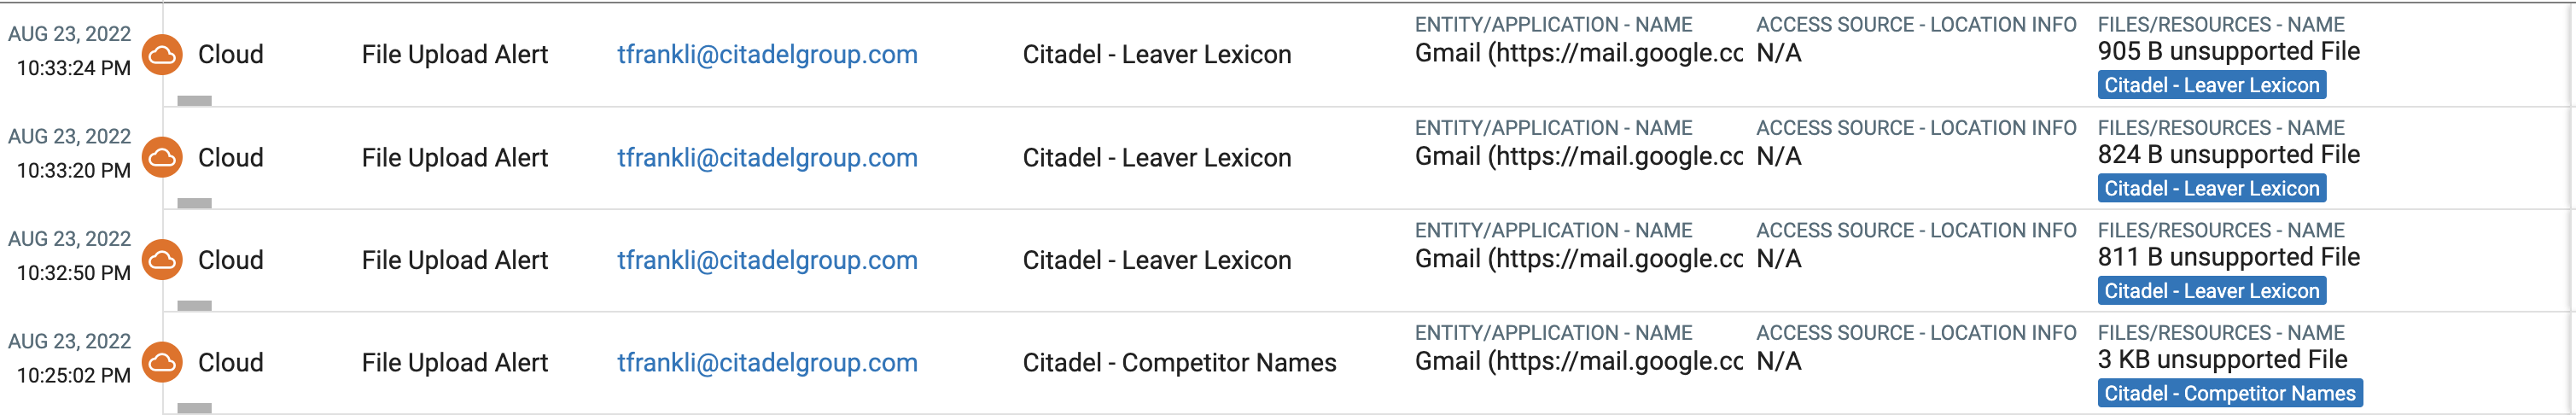 AUG 23, 2022
10:33:24 PM
Cloud
File Upload Alert
tfrankli@citadelgroup.com
Citadel - Leaver Lexicon
ENTITY/APPLICATION - NAME
Gmail (https://mail.google.cc
ACCESS SOURCE - LOCATION INFO
N/A
FILES/RESOURCES - NAME
905 B unsupported File
Citadel - Leaver Lexicon
AUG 23, 2022
10:33:20 PM
Cloud
File Upload Alert
tfrankli@citadelgroup.com
Citadel - Leaver Lexicon
ENTITY/APPLICATION - NAME
Gmail (https://mail.google.cc
ACCESS SOURCE - LOCATION INFO
N/A
FILES/RESOURCES - NAME
824 B unsupported File
Citadel - Leaver Lexicon
AUG 23, 2022
10:32:50 PM
Cloud
File Upload Alert
tfrankli@citadelgroup.com
Citadel - Leaver Lexicon
ENTITY/APPLICATION - NAME
Gmail (https://mail.google.cc
ACCESS SOURCE - LOCATION INFO
N/A
FILES/RESOURCES - NAME
811 B unsupported File
Citadel - Leaver Lexicon
AUG 23, 2022
10:25:02 PM
Cloud
File Upload Alert
tfrankli@citadelgroup.com
Citadel - Competitor Names
ENTITY/APPLICATION - NAME
Gmail (https://mail.google.cc
ACCESS SOURCE - LOCATION INFO
N/A
FILES/RESOURCES - NAME
3 KB unsupported File
Citadel - Competitor Names